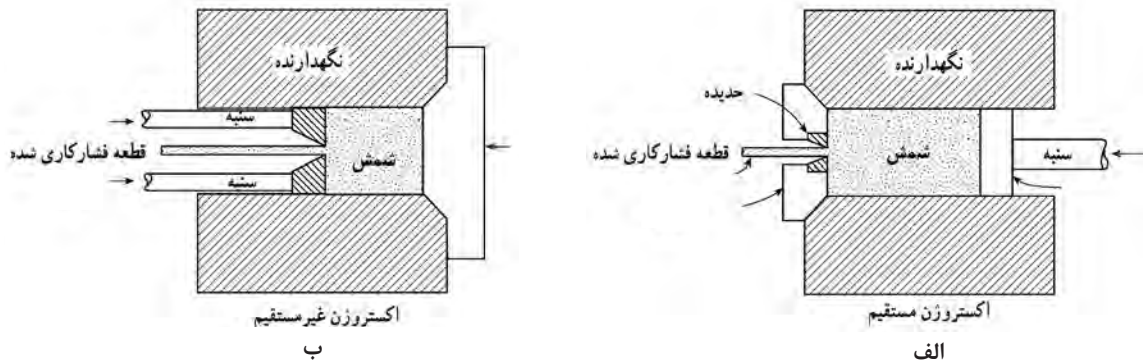 نگهدارنده
حدیده
شمش
سنبه
قطعه فشارکاری شده
اکستروژن مستقیم
الف
نگهدارنده
سنبه
شمش
قطعه فشارکاری شده
سنبه
اکستروژن غیرمستقیم
ب